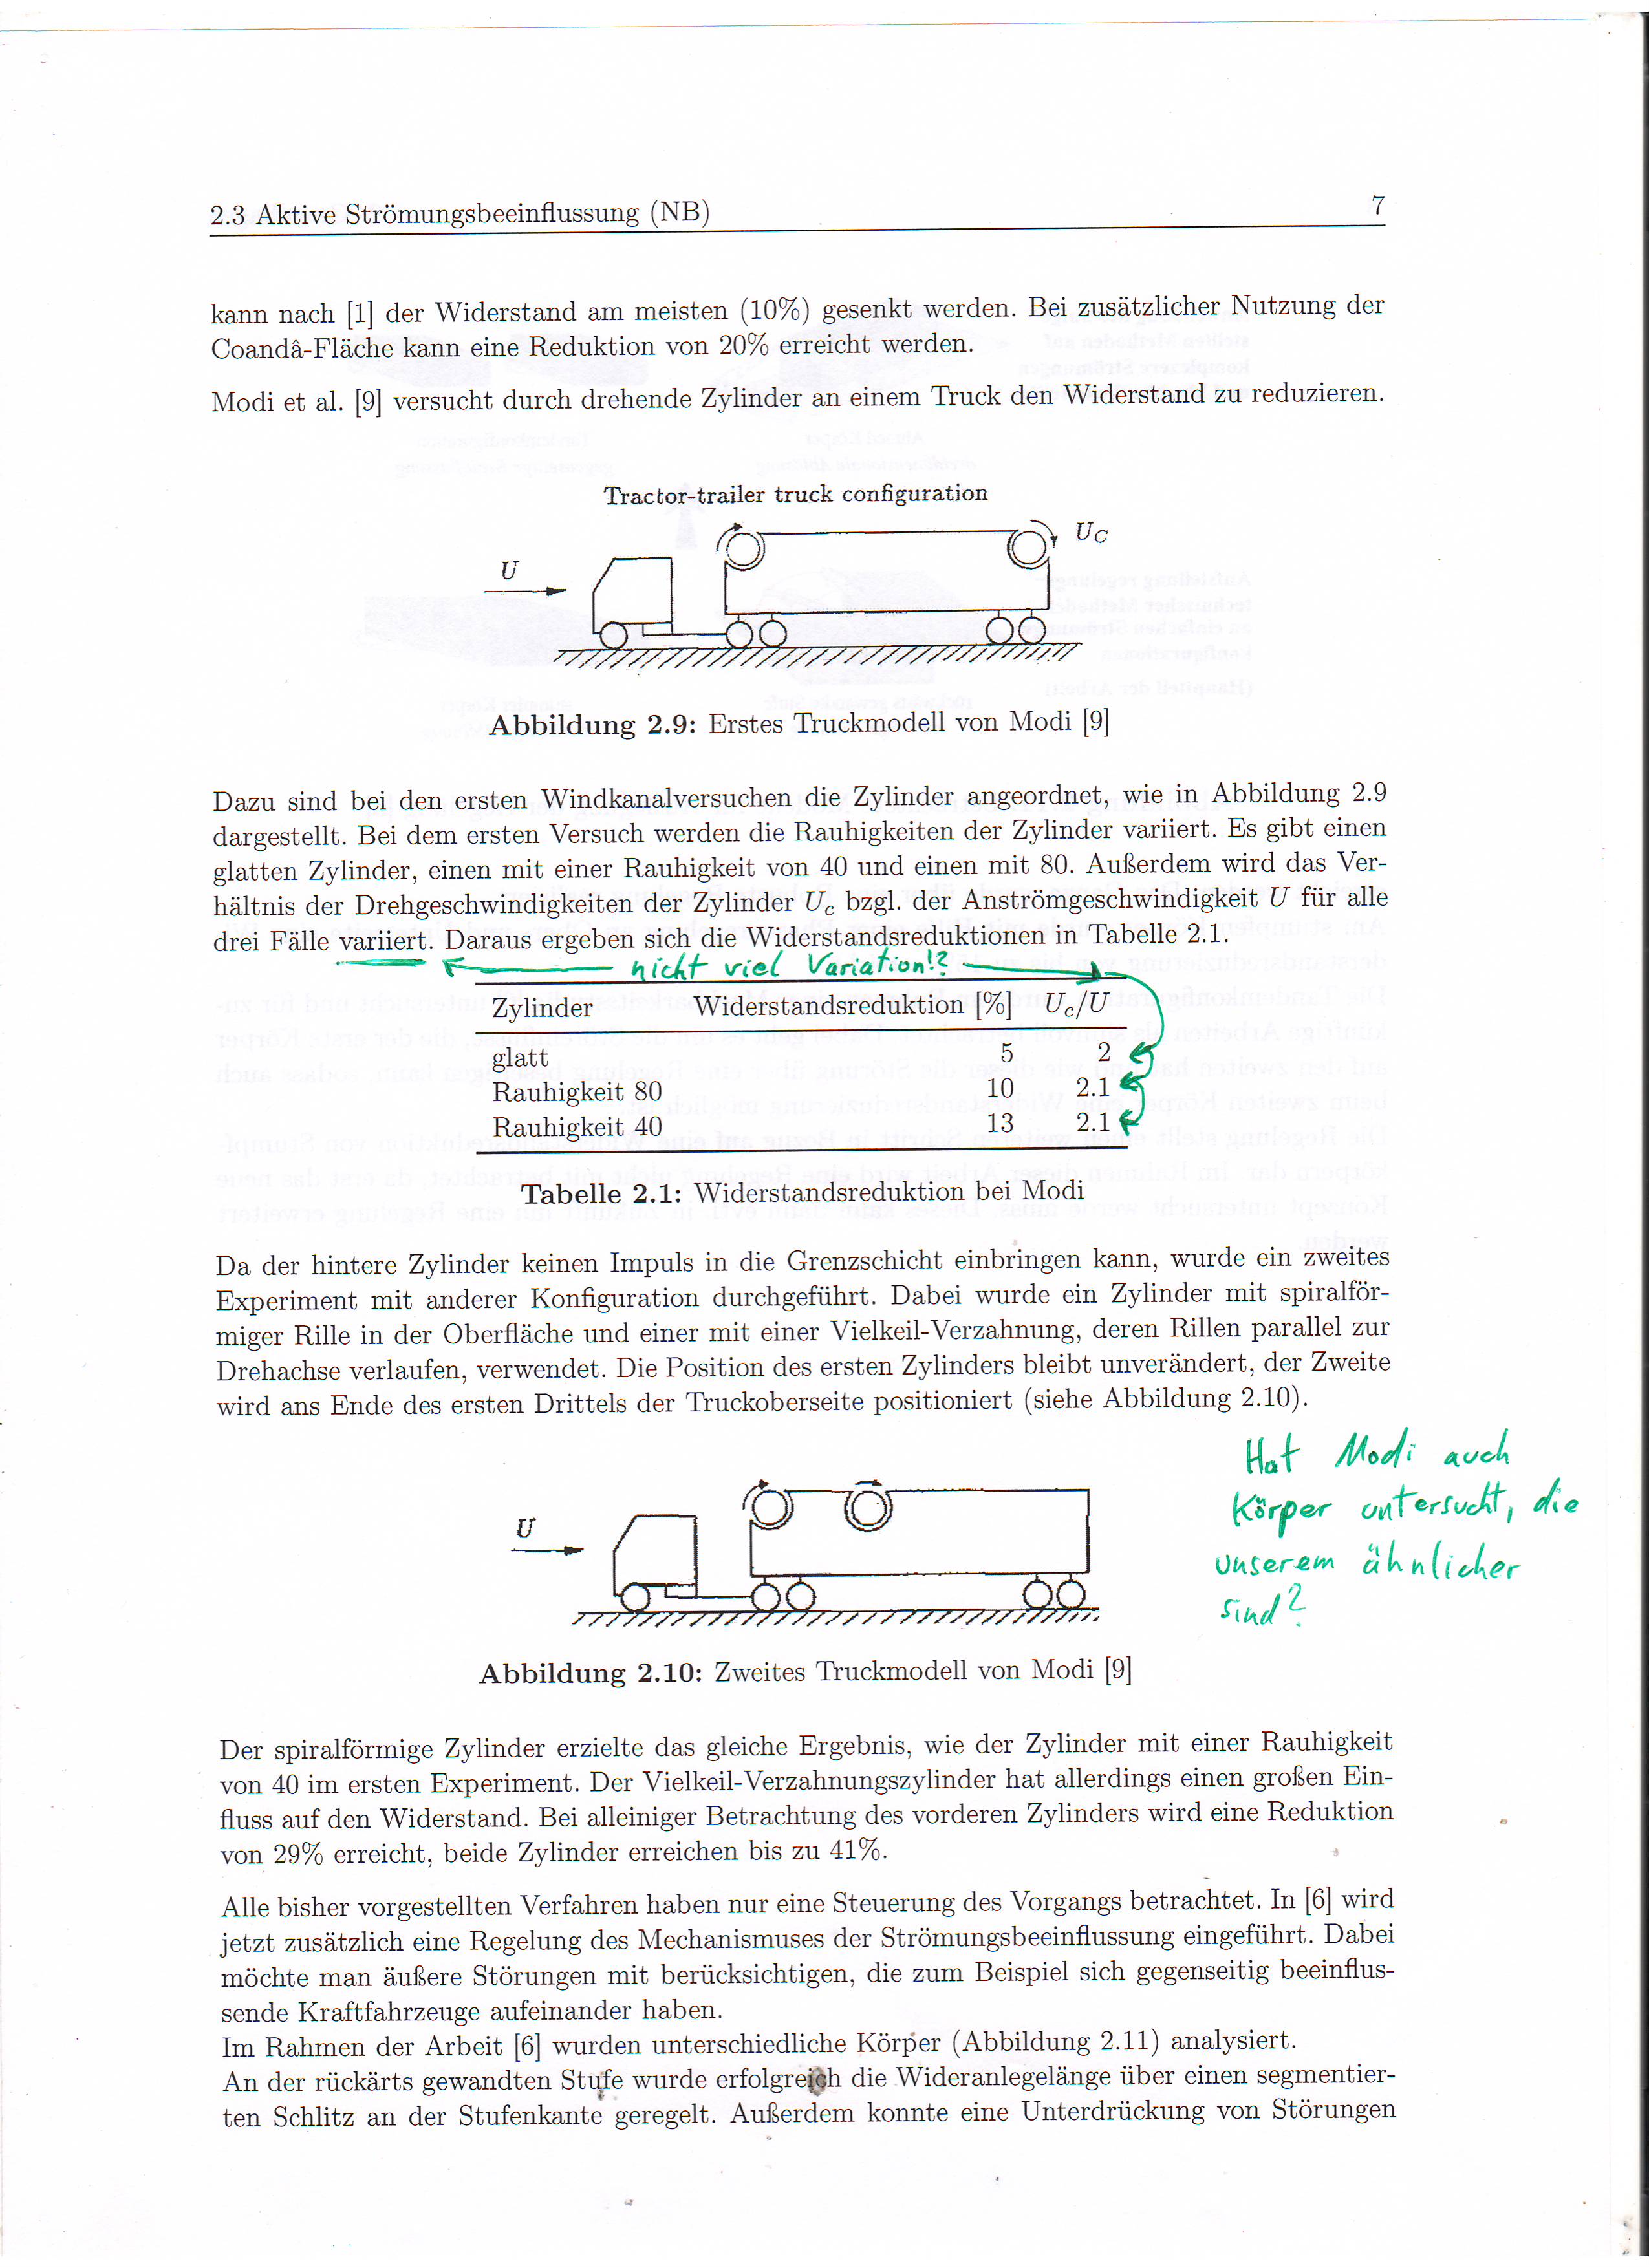 2.3 Aktive Strömungsbeeinflussung (NB) 7
kann nach [1] der Widerstand am meisten (10%) gesenkt werden. Bei zusätzlicher Nutzung der
Coandâ-Fläche kann eine Reduktion von 20% erreicht werden.
Modi et al. [9] versucht durch drehende Zylinder an einem Truck den Widerstand zu reduzieren.
Tractor-trailer truck configuration
U_C
U
Abbildung 2.9: Erstes Truckmodell von Modi [9]
Dazu sind bei den ersten Windkanalversuchen die Zylinder angeordnet, wie in Abbildung 2.9
dargestellt. Bei dem ersten Versuch werden die Rauhigkeiten der Zylinder variiert. Es gibt einen
glatten Zylinder, einen mit einer Rauhigkeit von 40 und einen mit 80. Außerdem wird das Ver-
hältnis der Drehgeschwindigkeiten der Zylinder U_c bzgl. der Anströmgeschwindigkeit U für alle
drei Fälle variiert. Daraus ergeben sich die Widerstandsreduktionen in Tabelle 2.1.
nicht viel Variation!?
Zylinder Widerstandsreduktion [%] U_c/U
glatt 5 2
Rauhigkeit 80 10 2.1
Rauhigkeit 40 13 2.1
Tabelle 2.1: Widerstandsreduktion bei Modi
Da der hintere Zylinder keinen Impuls in die Grenzschicht einbringen kann, wurde ein zweites
Experiment mit anderer Konfiguration durchgeführt. Dabei wurde ein Zylinder mit spiralför-
miger Rille in der Oberfläche und einer mit einer Vielkeil-Verzahnung, deren Rillen parallel zur
Drehachse verlaufen, verwendet. Die Position des ersten Zylinders bleibt unverändert, der Zweite
wird ans Ende des ersten Drittels der Truckoberseite positioniert (siehe Abbildung 2.10).
Hat Modi auch
Körper untersucht, die
unserem ähnlicher
sind?
U
Abbildung 2.10: Zweites Truckmodell von Modi [9]
Der spiralförmige Zylinder erzielte das gleiche Ergebnis, wie der Zylinder mit einer Rauhigkeit
von 40 im ersten Experiment. Der Vielkeil-Verzahnungszylinder hat allerdings einen großen Ein-
fluss auf den Widerstand. Bei alleiniger Betrachtung des vorderen Zylinders wird eine Reduktion
von 29% erreicht, beide Zylinder erreichen bis zu 41%.
Alle bisher vorgestellten Verfahren haben nur eine Steuerung des Vorgangs betrachtet. In [6] wird
jetzt zusätzlich eine Regelung des Mechanismuses der Strömungsbeeinflussung eingeführt. Dabei
möchte man äußere Störungen mit berücksichtigen, die zum Beispiel sich gegenseitig beeinflus-
sende Kraftfahrzeuge aufeinander haben.
Im Rahmen der Arbeit [6] wurden unterschiedliche Körper (Abbildung 2.11) analysiert.
An der rückärts gewandten Stufe wurde erfolgreich die Wideranlegelänge über einen segmentier-
ten Schlitz an der Stufenkante geregelt. Außerdem konnte eine Unterdrückung von Störungen